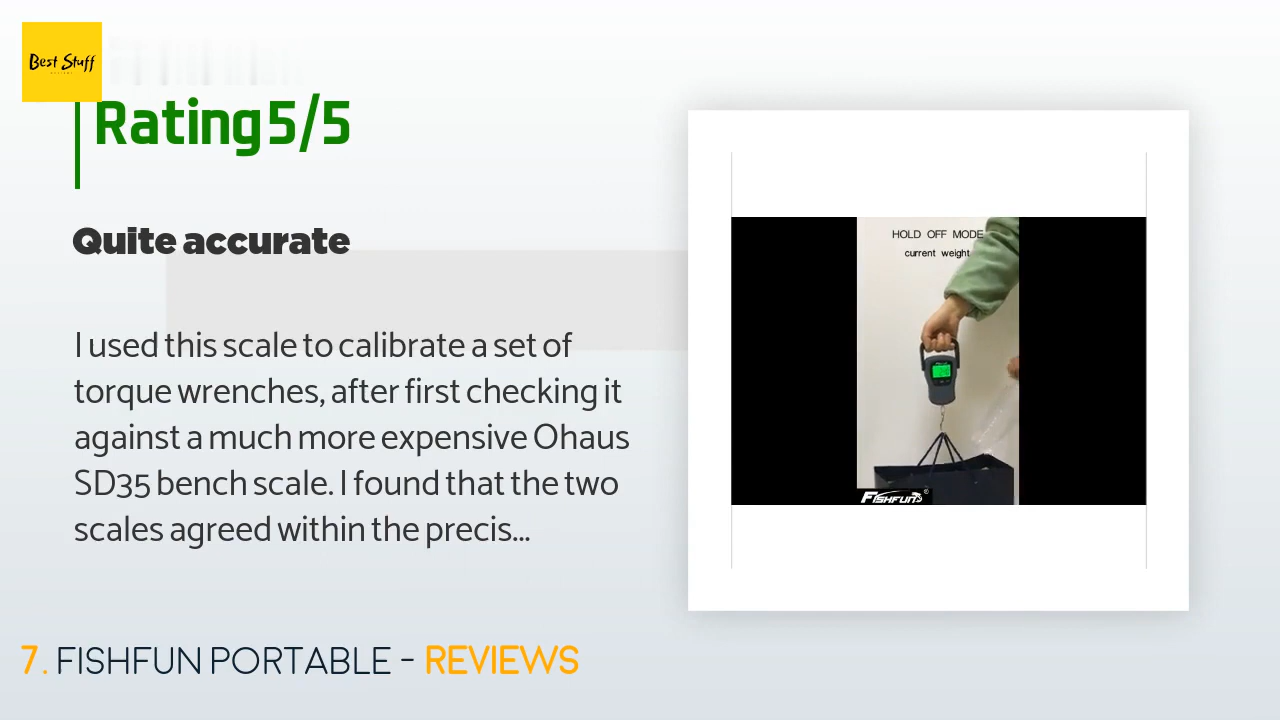 Best Stuff
Rating 5/5
Quite accurate
I used this scale to calibrate a set of
torque wrenches, after first checking it
against a much more expensive Ohaus
SD35 bench scale. I found that the two
scales agreed within the precis...
HOLD OFF MODE
current weight
FISHFUN®
7. FISHFUN PORTABLE - REVIEWS